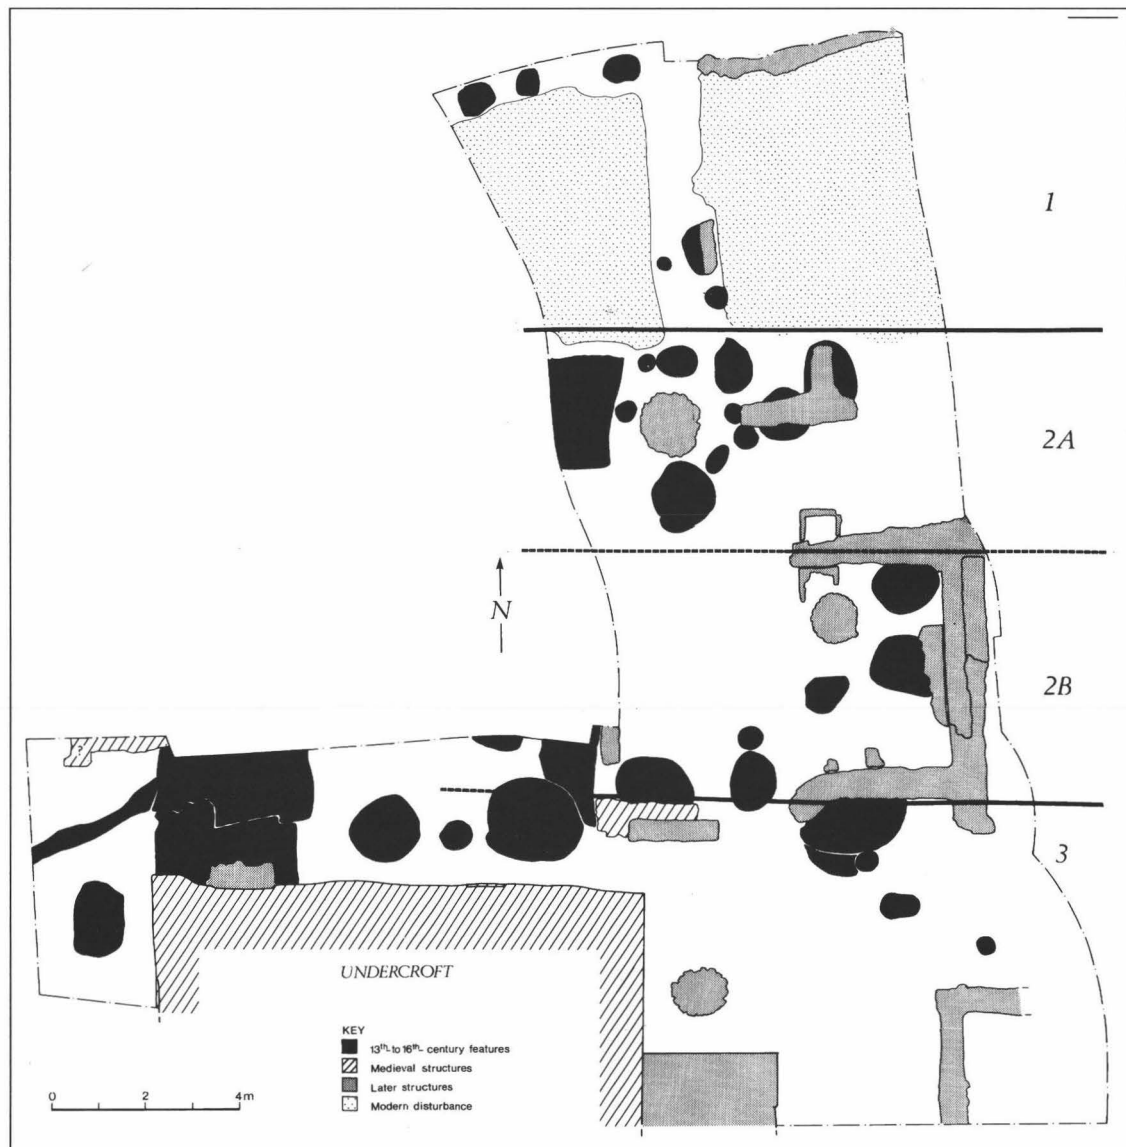 1
2A
N
2B
?
3
UNDERCROFT
KEY
13th- to 16th- century features
Medieval structures
Later structures
Modern disturbance
0 2 4m